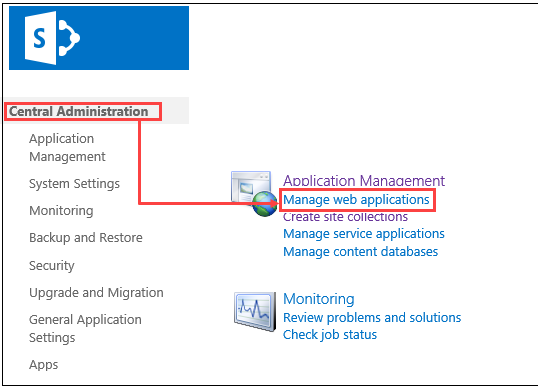 S
Central Administration
Application
Management
System Settings
Monitoring
Backup and Restore
Security
Upgrade and Migration
General Application
Settings
Apps
Application Management
Manage web applications
Create site collections
Manage service applications
Manage content databases
Monitoring
Review problems and solutions
Check job status